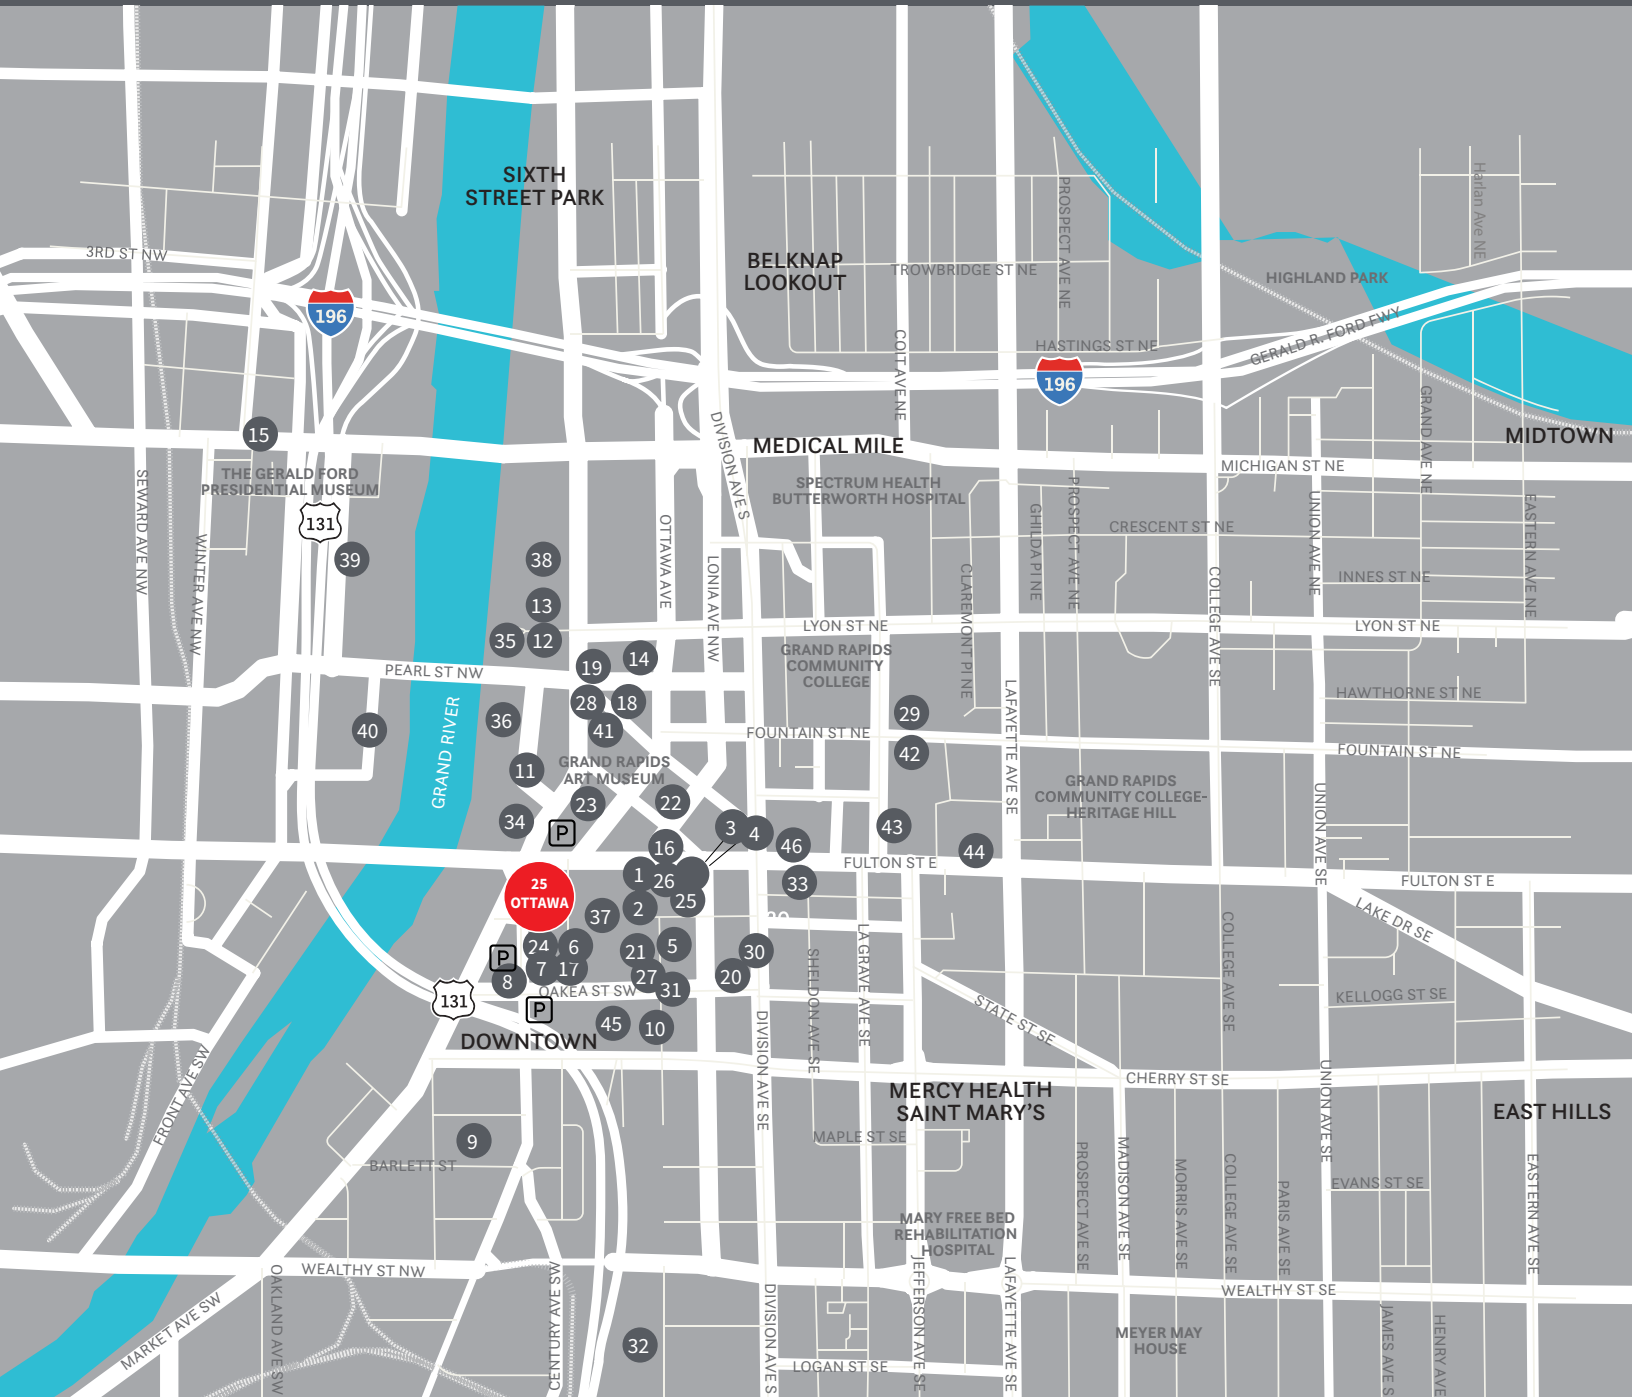 SIXTH
STREET PARK
PROSPECT AVE NE
Harlan Ave NE
3RD ST NW
BELKNAP
LOOKOUT
TROWBRIDGE ST NE
HIGHLAND PARK
196
GERALD R. FORD FWY
HASTINGS ST NE
COIT AVE NE
196
GRAND AVE NE
15
DIVISION AVE S
MEDICAL MILE
MIDTOWN
MICHIGAN ST NE
THE GERALD FORD
PRESIDENTIAL MUSEUM
SPECTRUM HEALTH
BUTTERWORTH HOSPITAL
SEWARD AVE NW
WINTER AVE NW
131
39
38
OTTAWA AVE
LONIA AVE NW
CLAREMONT PI NE
GHILDA PI NE
PROSPECT AVE NE
CRESCENT ST NE
COLLEGE AVE SE
UNION AVE NE
INNES ST NE
EASTERN AVE NE
13
35
12
LYON ST NE
LYON ST NE
19
14
GRAND RAPIDS
COMMUNITY
COLLEGE
PEARL ST NW
GRAND RIVER
28
18
HAWTHORNE ST NE
29
36
40
41
FOUNTAIN ST NE
42
LAFAYETTE AVE SE
FOUNTAIN ST NE
11
GRAND RAPIDS
ART MUSEUM
GRAND RAPIDS
COMMUNITY COLLEGE-
HERITAGE HILL
UNION AVE SE
23
22
34
P
3
4
43
16
46
44
FULTON ST E
1
26
33
FULTON ST E
25
OTTAWA
25
2
37
LAKE DR SE
24
6
21
5
30
P
7
17
27
20
8
31
OAKEA ST SW
SHELDON AVE SE
LA GRAVE AVE SE
COLLEGE AVE SE
KELLOGG ST SE
131
P
45
10
STATE ST SE
DOWNTOWN
FRONT AVE SW
DIVISION AVE SE
CHERRY ST SE
MERCY HEALTH
SAINT MARY'S
UNION AVE SE
EAST HILLS
9
BARLETT ST
MAPLE ST SE
PROSPECT AVE SE
MADISON AVE SE
MORRIS AVE SE
COLLEGE AVE SE
PARIS AVE SE
EVANS ST SE
EASTERN AVE SE
MARY FREE BED
REHABILITATION
HOSPITAL
WEALTHY ST NW
WEALTHY ST SE
MARKET AVE SW
OAKLAND AVE SW
CENTURY AVE SW
DIVISION AVE S
JEFFERSON AVE SE
LAFAYETTE AVE SE
MEYER MAY
HOUSE
JAMES AVE S
HENRY AVE
32
LOGAN ST SE